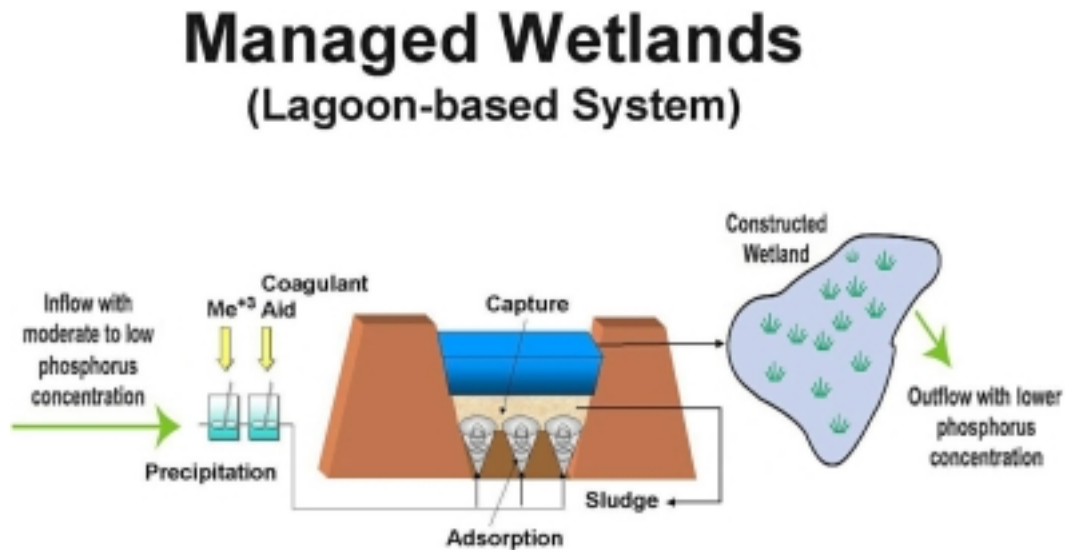 Managed Wetlands
(Lagoon-based System)
Inflow with
moderate to low
phosphorus
concentration
Me+3
Coagulant
Aid
Precipitation
Capture
Adsorption
Sludge
Constructed
Wetland
Outflow with lower
phosphorus
concentration